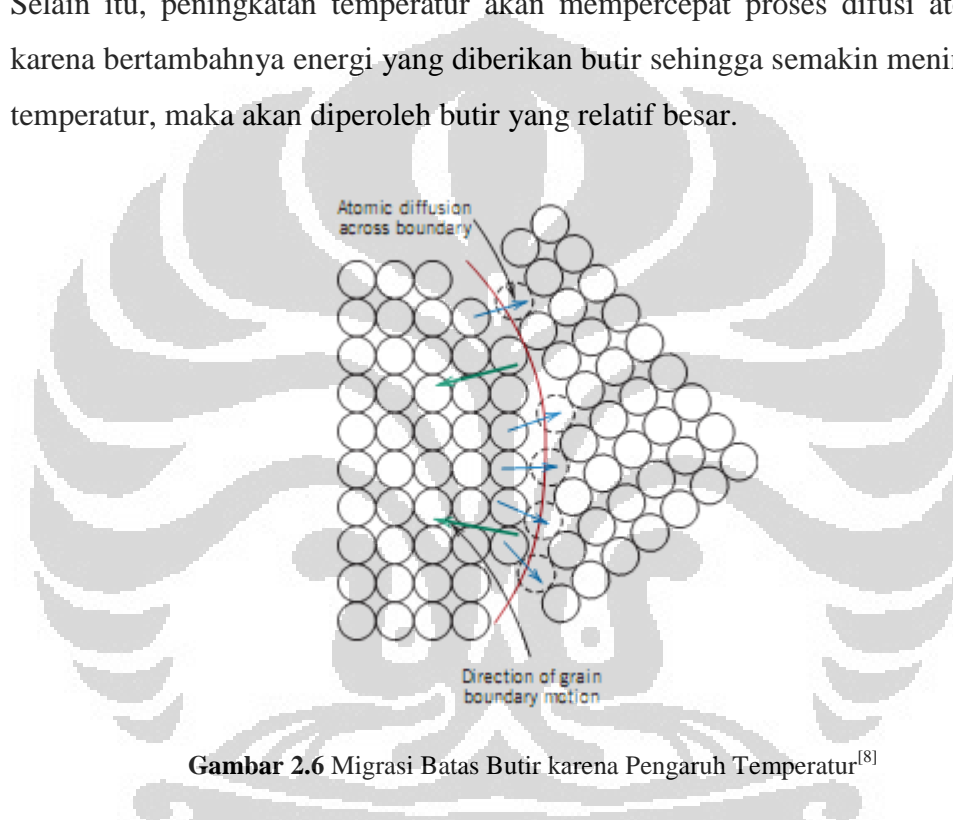 Selain itu, peningkatan temperatur akan mempercepat proses difusi
karena bertambahnya energi yang diberikan butir sehingga semakin
temperatur, maka akan diperoleh butir yang relatif besar.
Atomic diffusion
across boundary
Direction of grain
boundary motion
Gambar 2.6 Migrasi Batas Butir karena Pengaruh Temperatur[8]